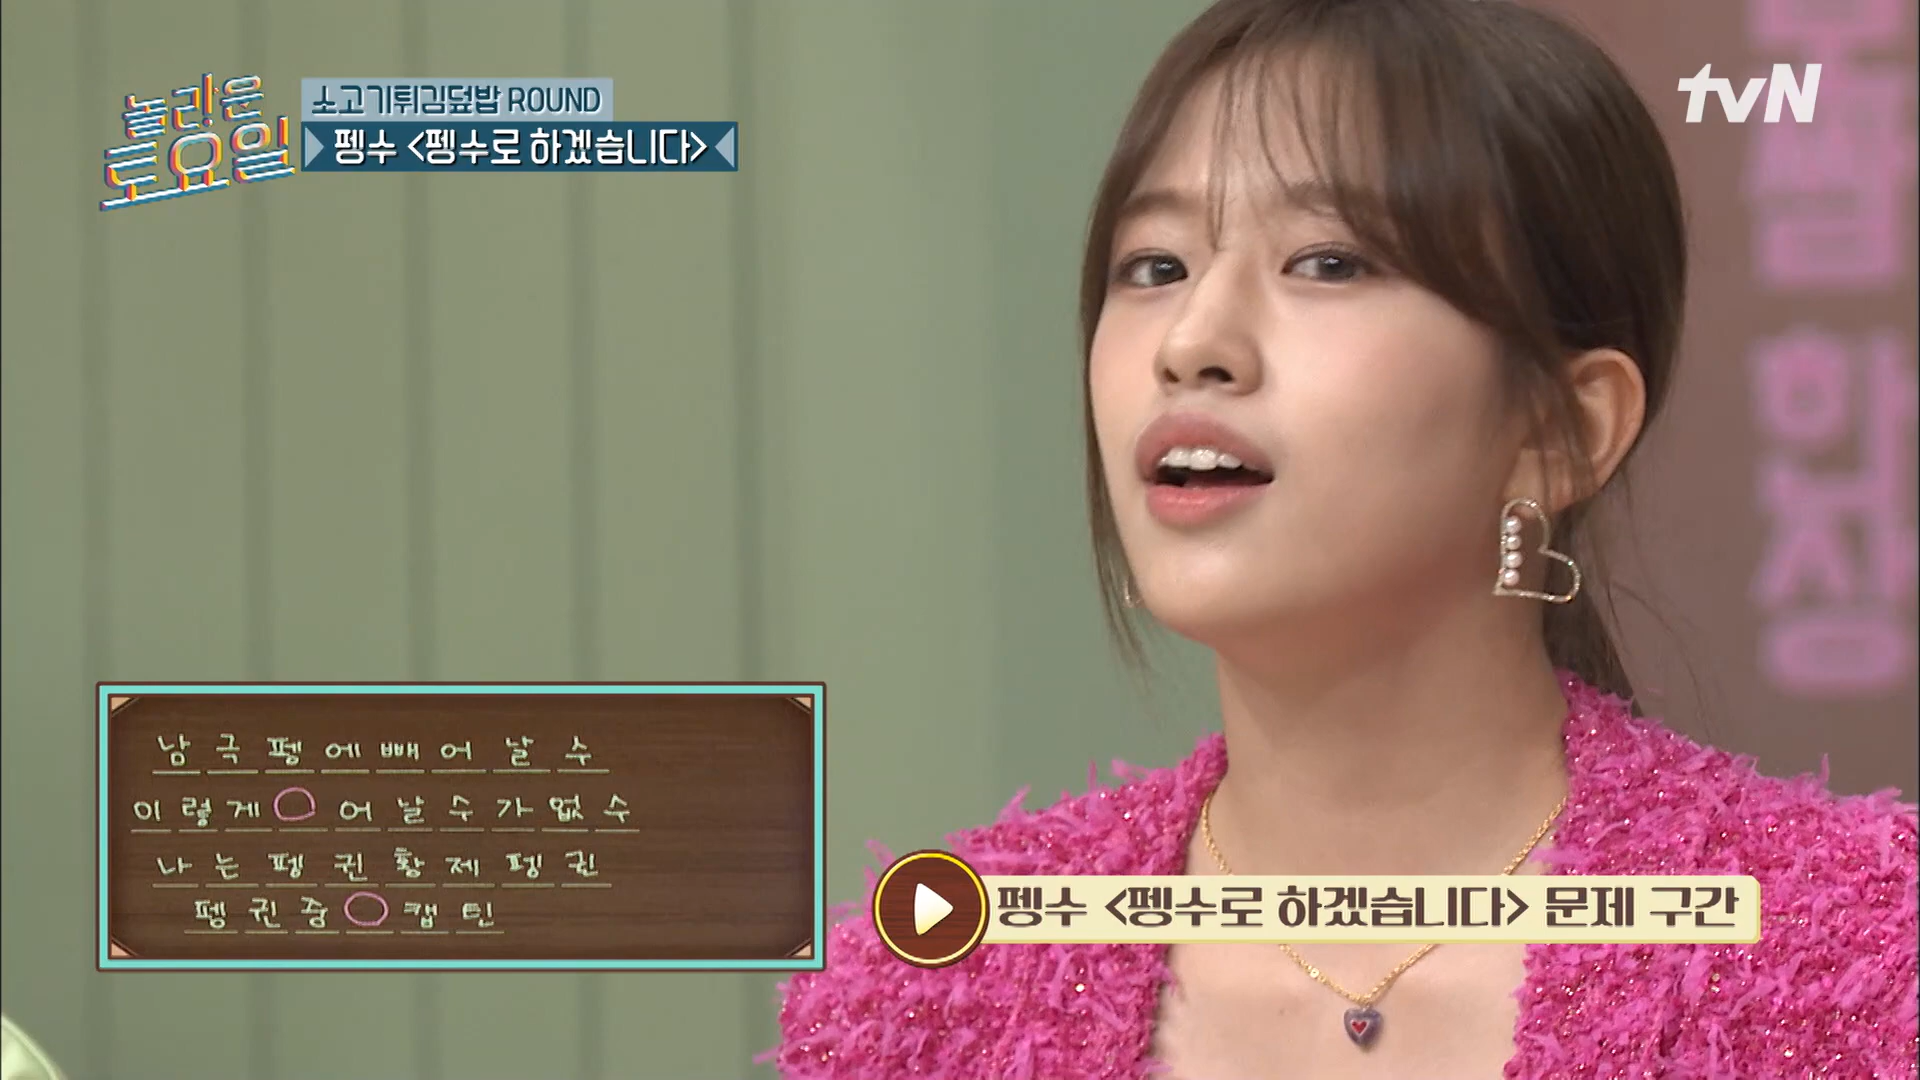 놀라운
토요일
소고기튀김덮밥 ROUND
펭수 <펭수로 하겠습니다>
tvN
남 극 펭 에 빼 어 날 수
이 렇 게 ○ 어 날 수 가 없 수
나 는 펭 귄 황 제 펭 귄
펭 귄 중 ○ 캡 틴
펭수 <펭수로 하겠습니다> 문제 구간